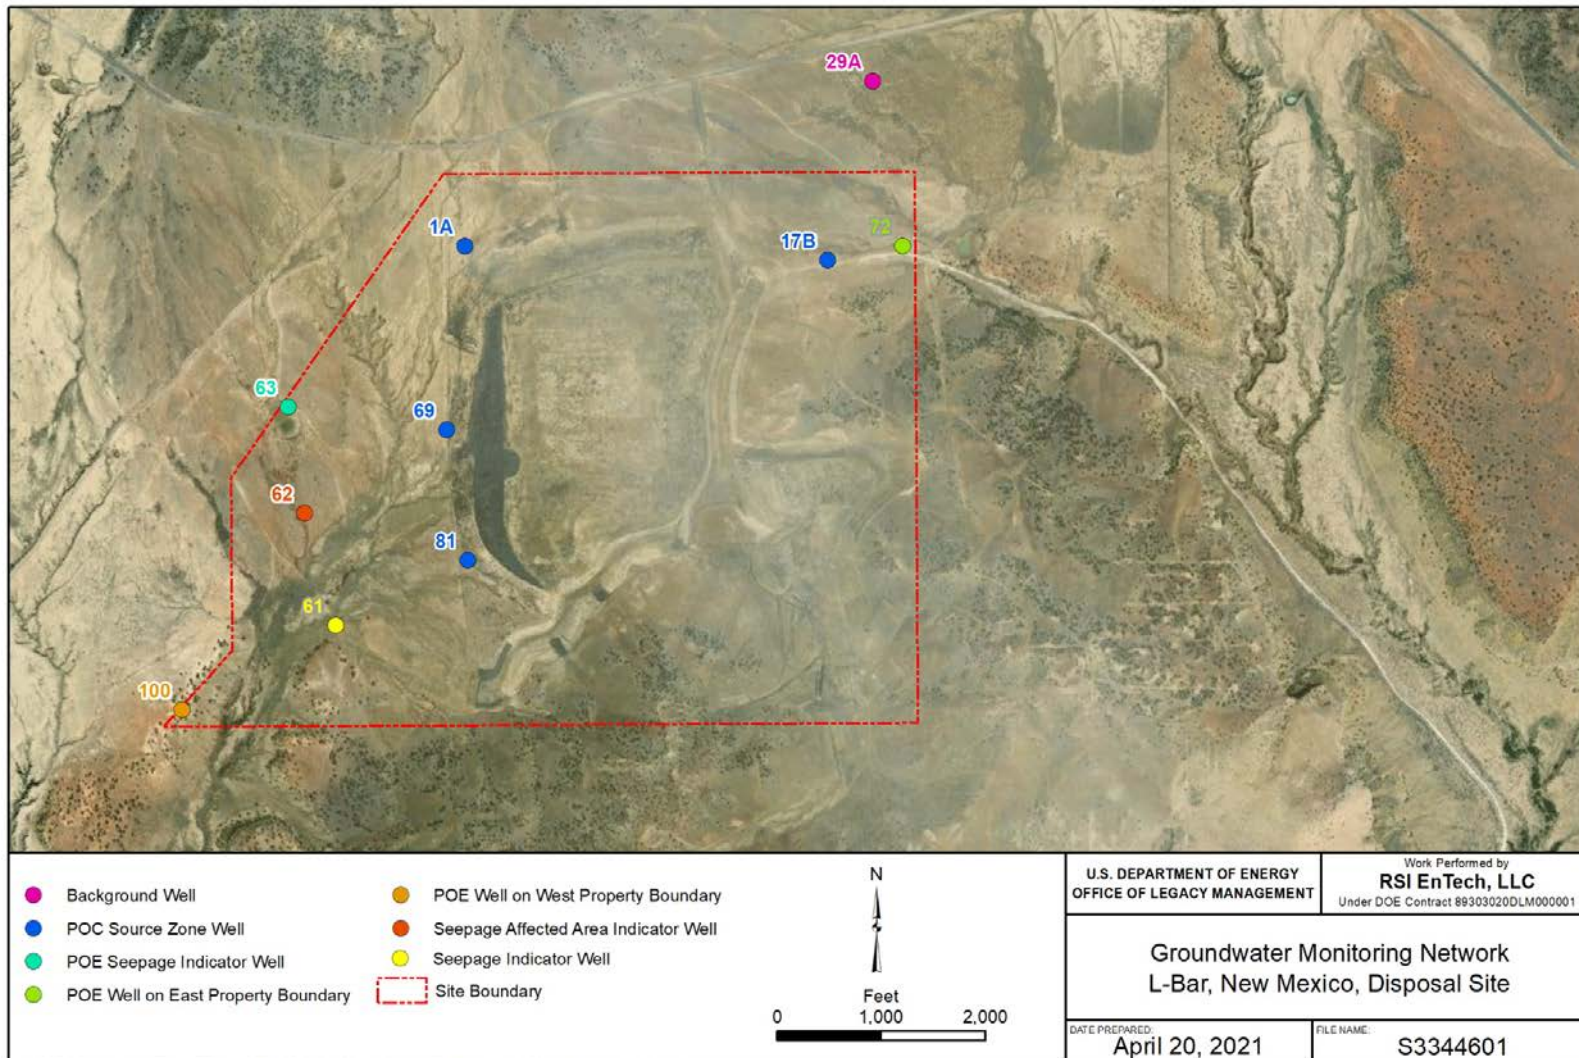 29A
1A
17B
72
63
69
62
81
61
100
Background Well
POC Source Zone Well
POE Seepage Indicator Well
POE Well on East Property Boundary
POE Well on West Property Boundary
Seepage Affected Area Indicator Well
Seepage Indicator Well
Site Boundary
N
Feet
0 1,000 2,000
U.S. DEPARTMENT OF ENERGY
OFFICE OF LEGACY MANAGEMENT
Work Performed by
RSI EnTech, LLC
Under DOE Contract 89303020DLM000001
Groundwater Monitoring Network
L-Bar, New Mexico, Disposal Site
DATE PREPARED:
April 20, 2021
FILE NAME:
S3344601